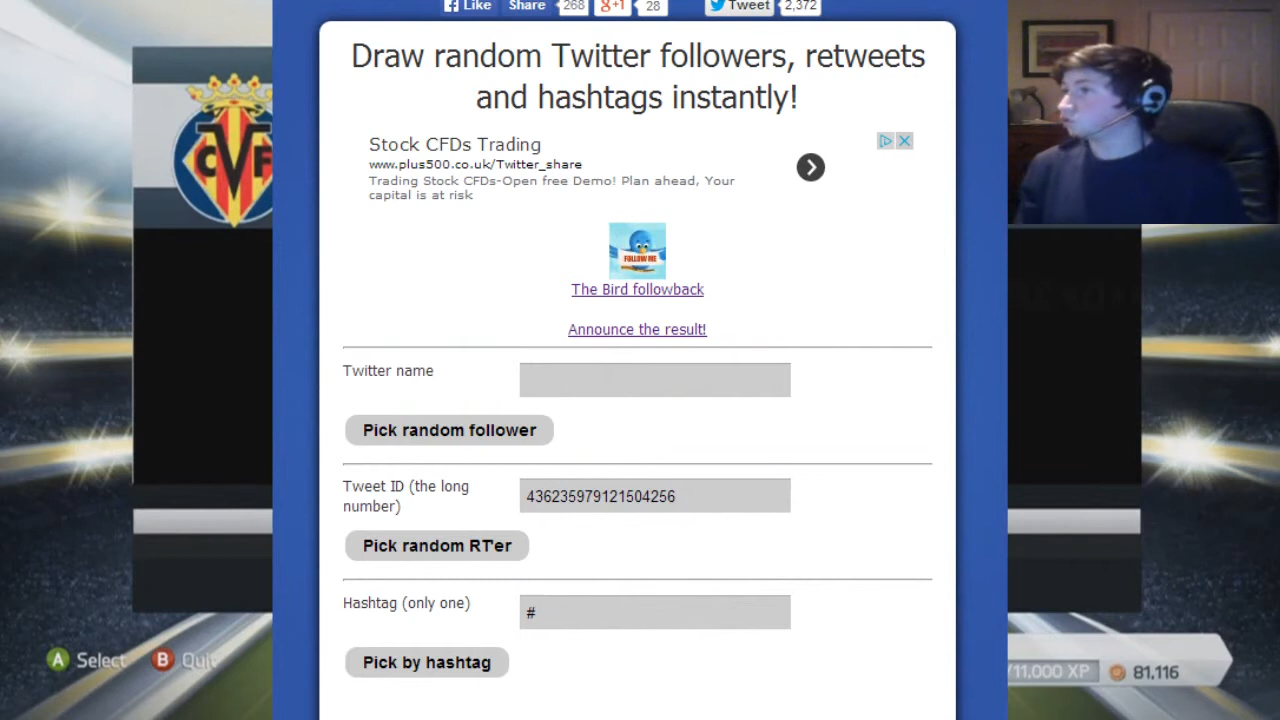 Like Share 268 g+1 28 Tweet 2,372
Draw random Twitter followers, retweets
and hashtags instantly!
Stock CFDs Trading
www.plus500.co.uk/Twitter_share
Trading Stock CFDs-Open free Demo! Plan ahead, Your
capital is at risk
CVF
FOLLOW ME
The Bird followback
Announce the result!
Twitter name
Pick random follower
Tweet ID (the long
number)
436235979121504256
Pick random RT'er
Hashtag (only one)
#
Pick by hashtag
A Select B Quit
/11,000 XP 81,116